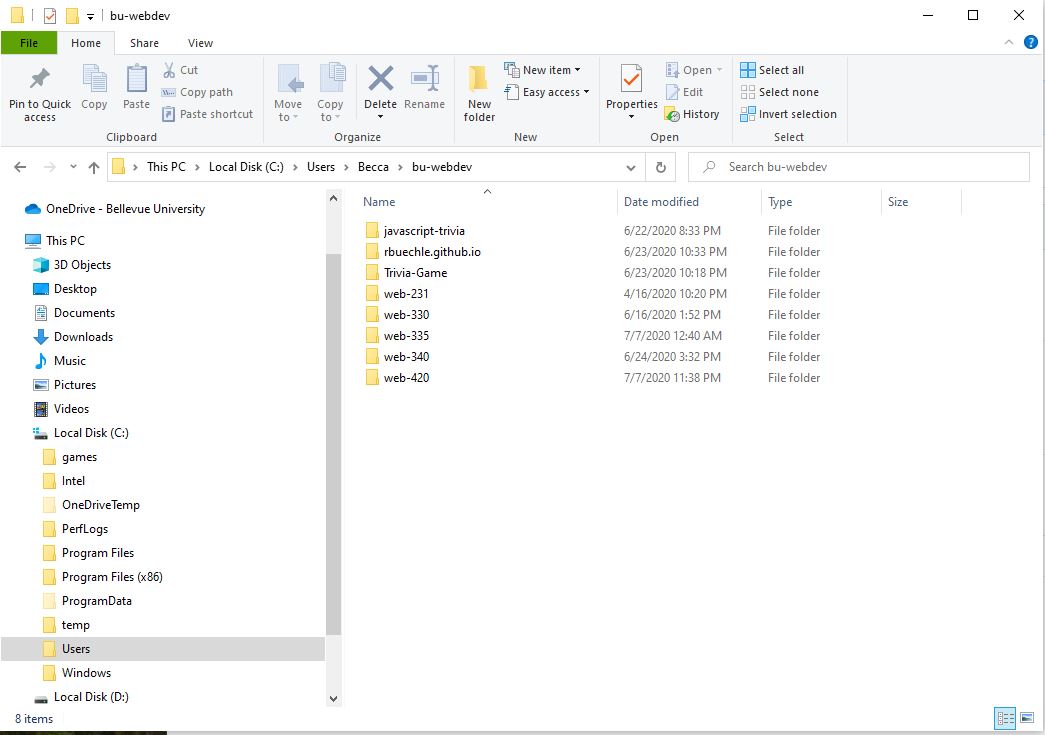 bu-webdev
File Home Share View
Pin to Quick access
Copy
Paste
Cut
Copy path
Paste shortcut
Clipboard
Move to
Copy to
Delete
Rename
Organize
New folder
New item
Easy access
New
Properties
Open
Edit
History
Open
Select all
Select none
Invert selection
Select
This PC > Local Disk (C:) > Users > Becca > bu-webdev
Search bu-webdev
OneDrive - Bellevue University
This PC
3D Objects
Desktop
Documents
Downloads
Music
Pictures
Videos
Local Disk (C:)
games
Intel
OneDriveTemp
PerfLogs
Program Files
Program Files (x86)
ProgramData
temp
Users
Windows
Local Disk (D:)
Name Date modified Type Size
javascript-trivia 6/22/2020 8:33 PM File folder
rbuechle.github.io 6/23/2020 10:33 PM File folder
Trivia-Game 6/23/2020 10:18 PM File folder
web-231 4/16/2020 10:20 PM File folder
web-330 6/16/2020 1:52 PM File folder
web-335 7/7/2020 12:40 AM File folder
web-340 6/24/2020 3:32 PM File folder
web-420 7/7/2020 11:38 PM File folder
8 items